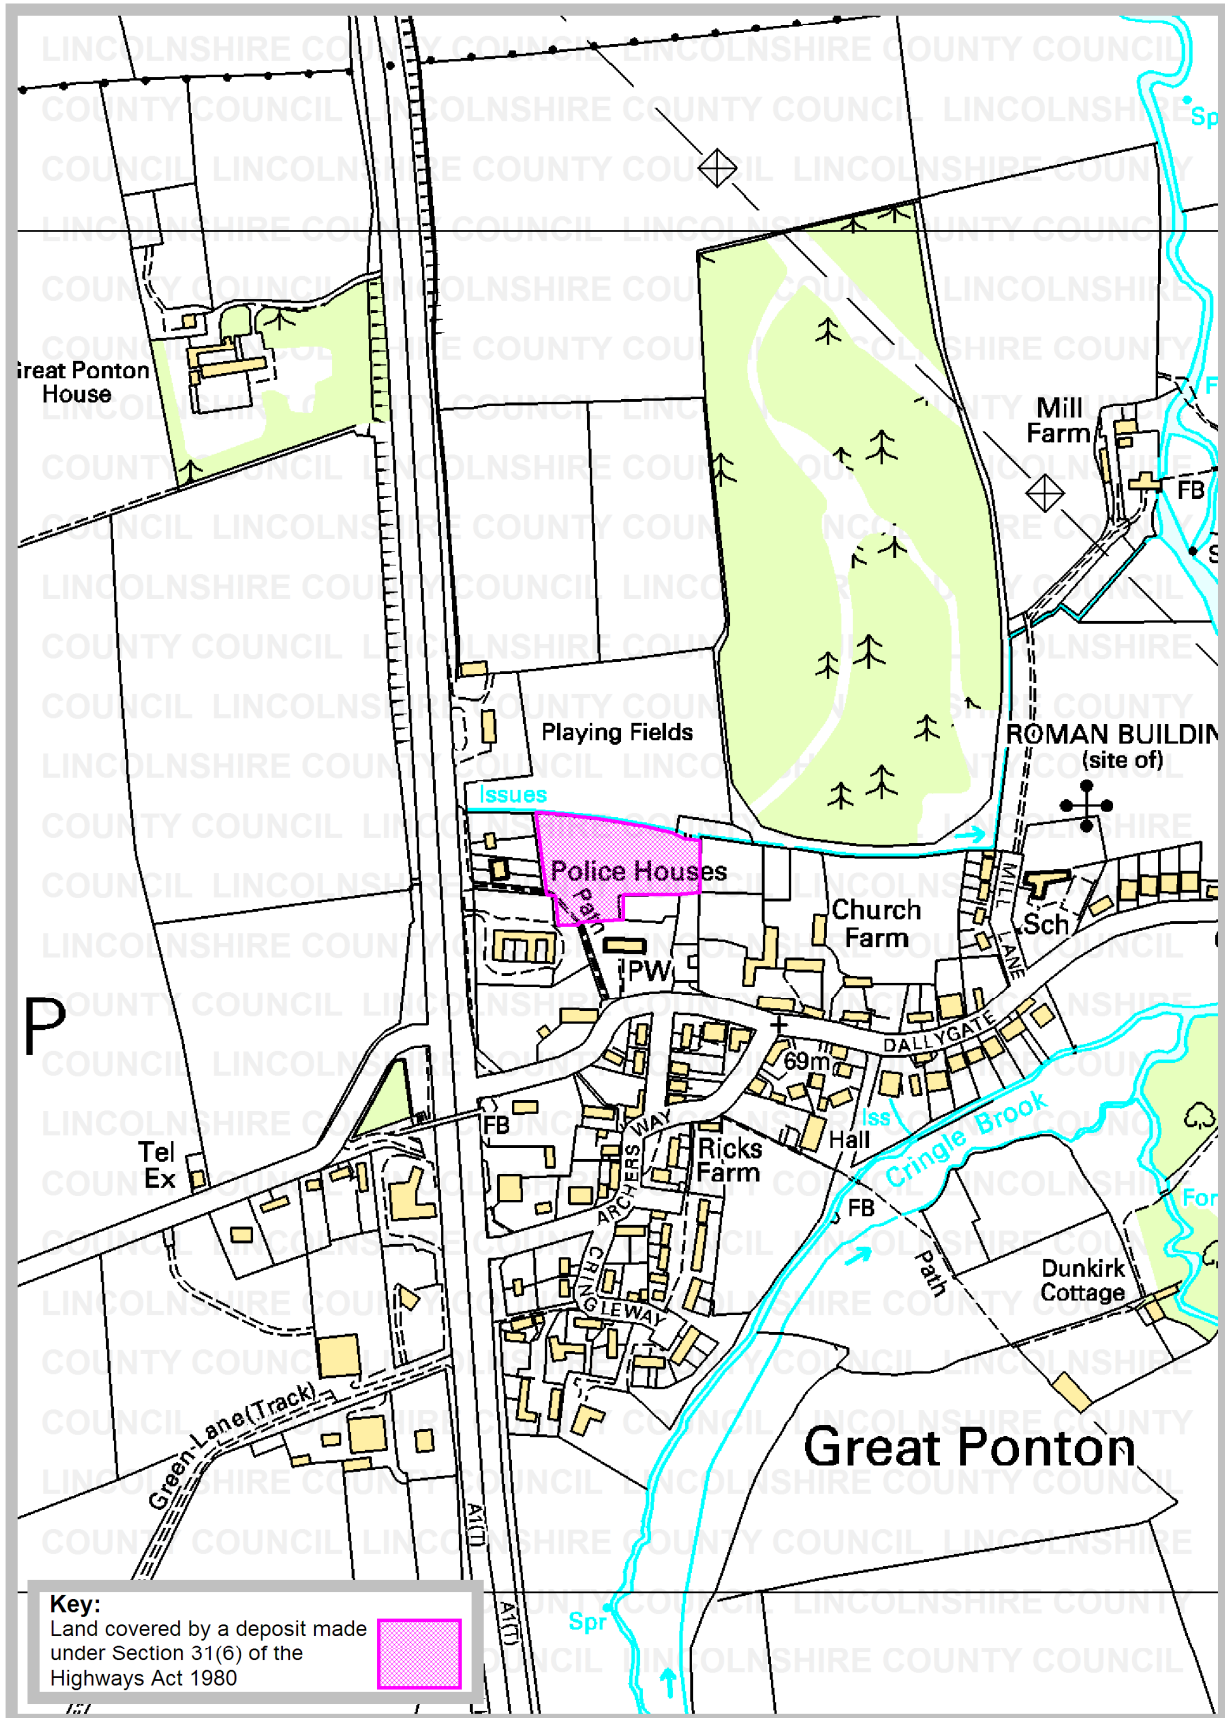 Sp
Great Ponton
House
Mill
Farm
F
FB
S
Playing Fields
ROMAN BUILDIN
(site of)
Issues
Police Houses
Path
Church
Farm
MILL LANE
Sch
PW
P
DALLYGATE
69m
Iss
Cringle Brook
FB
Tel
Ex
ARCHERS WAY
Ricks
Farm
Hall
FB
For
CRINGLEWAY
Path
Dunkirk
Cottage
Green Lane (Track)
Great Ponton
A1(T)
A1(T)
Spr
Key:
Land covered by a deposit made
under Section 31(6) of the
Highways Act 1980
LINCOLNSHIRE COUNTY COUNCIL